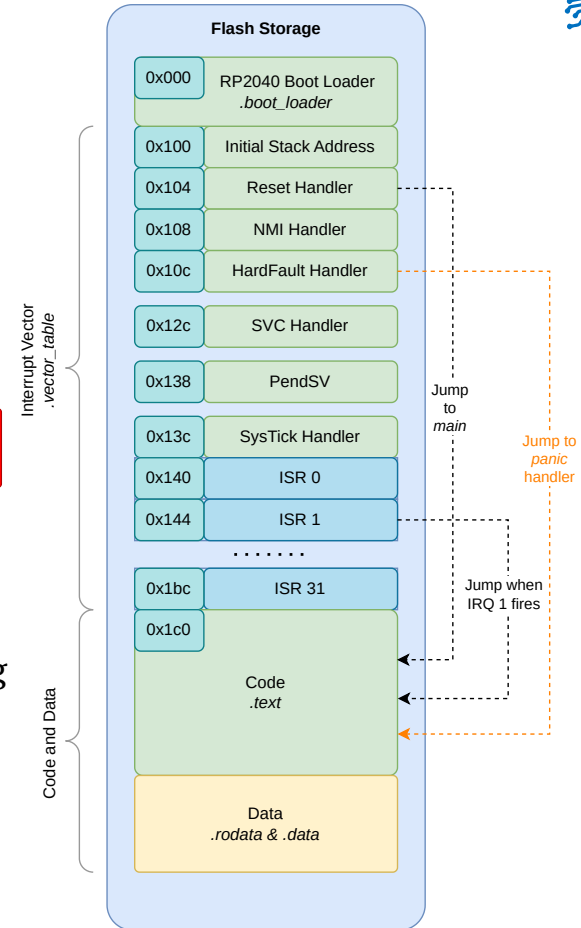 Flash Storage
0x000
RP2040 Boot Loader
.boot_loader
0x100
Initial Stack Address
0x104
Reset Handler
0x108
NMI Handler
0x10c
HardFault Handler
0x12c
SVC Handler
0x138
PendSV
0x13c
SysTick Handler
0x140
ISR 0
0x144
ISR 1
. . . . . . .
0x1bc
ISR 31
0x1c0
Code
.text
Data
.rodata & .data
Interrupt Vector
.vector_table
Code and Data
Jump
to
main
Jump to
panic
handler
Jump when
IRQ 1 fires
g